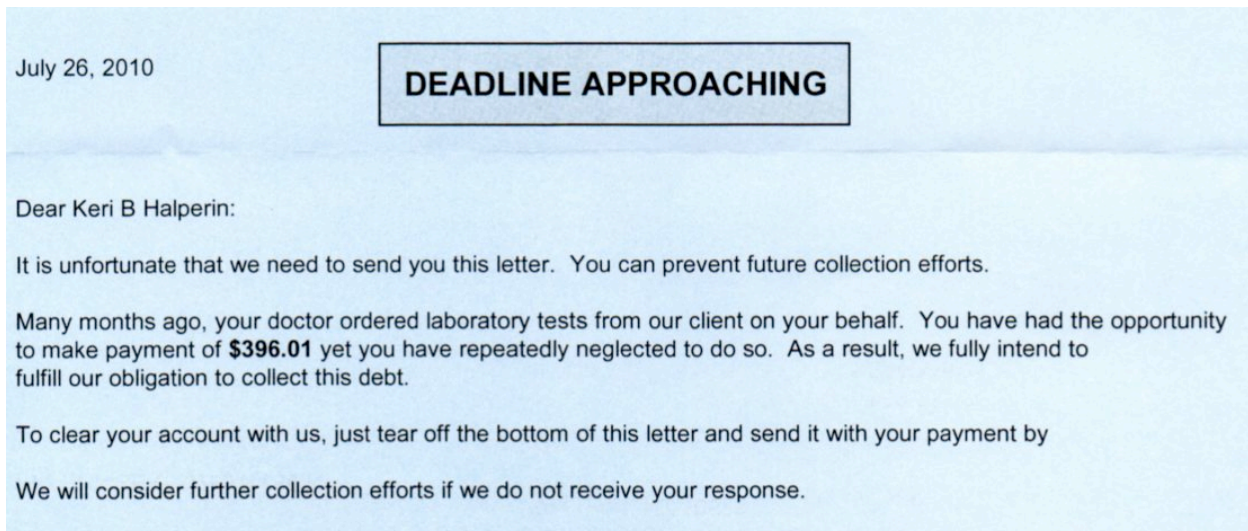 July 26, 2010
DEADLINE APPROACHING
Dear Keri B Halperin:
It is unfortunate that we need to send you this letter. You can prevent future collection efforts.
Many months ago, your doctor ordered laboratory tests from our client on your behalf. You have had the opportunity
to make payment of $396.01 yet you have repeatedly neglected to do so. As a result, we fully intend to
fulfill our obligation to collect this debt.
To clear your account with us, just tear off the bottom of this letter and send it with your payment by
We will consider further collection efforts if we do not receive your response.